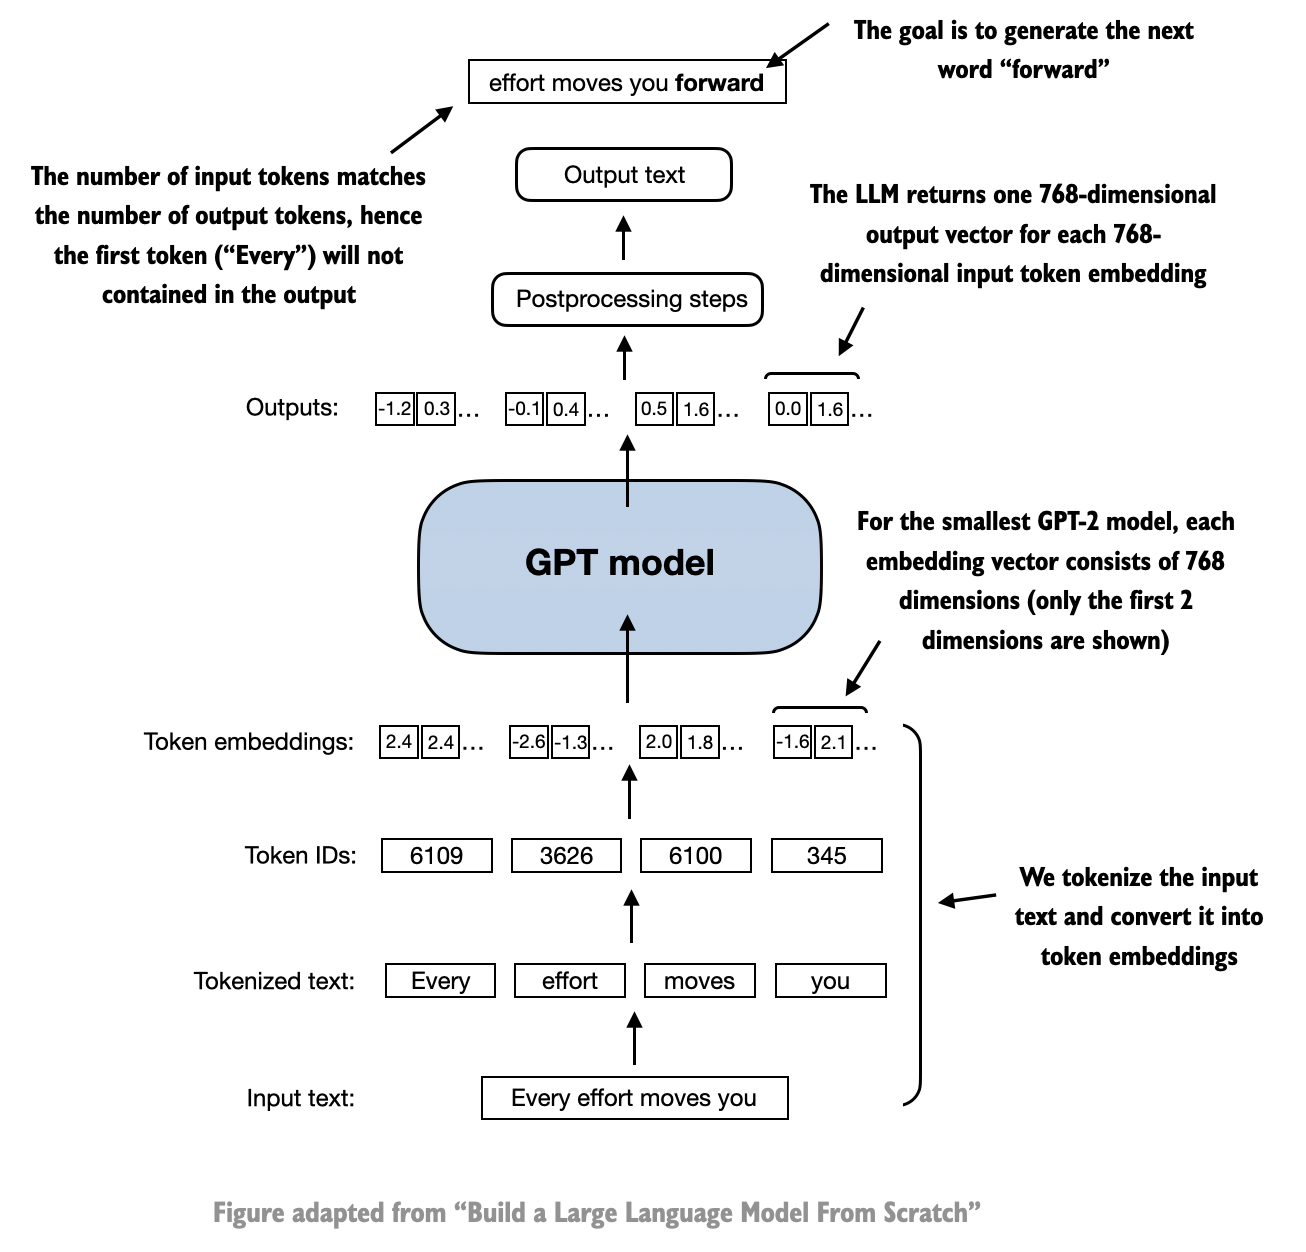 The goal is to generate the next
word “forward”
effort moves you forward
The number of input tokens matches
the number of output tokens, hence
the first token (“Every”) will not
contained in the output
Output text
The LLM returns one 768-dimensional
output vector for each 768-
dimensional input token embedding
Postprocessing steps
Outputs: -1.2 0.3 ... -0.1 0.4 ... 0.5 1.6 ... 0.0 1.6 ...
GPT model
For the smallest GPT-2 model, each
embedding vector consists of 768
dimensions (only the first 2
dimensions are shown)
Token embeddings: 2.4 2.4 ... -2.6 -1.3 ... 2.0 1.8 ... -1.6 2.1 ...
Token IDs: 6109 3626 6100 345
We tokenize the input
text and convert it into
token embeddings
Tokenized text: Every effort moves you
Input text: Every effort moves you
Figure adapted from “Build a Large Language Model From Scratch”